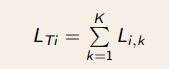 L_{Ti} = \sum_{k=1}^{K} L_{i,k}